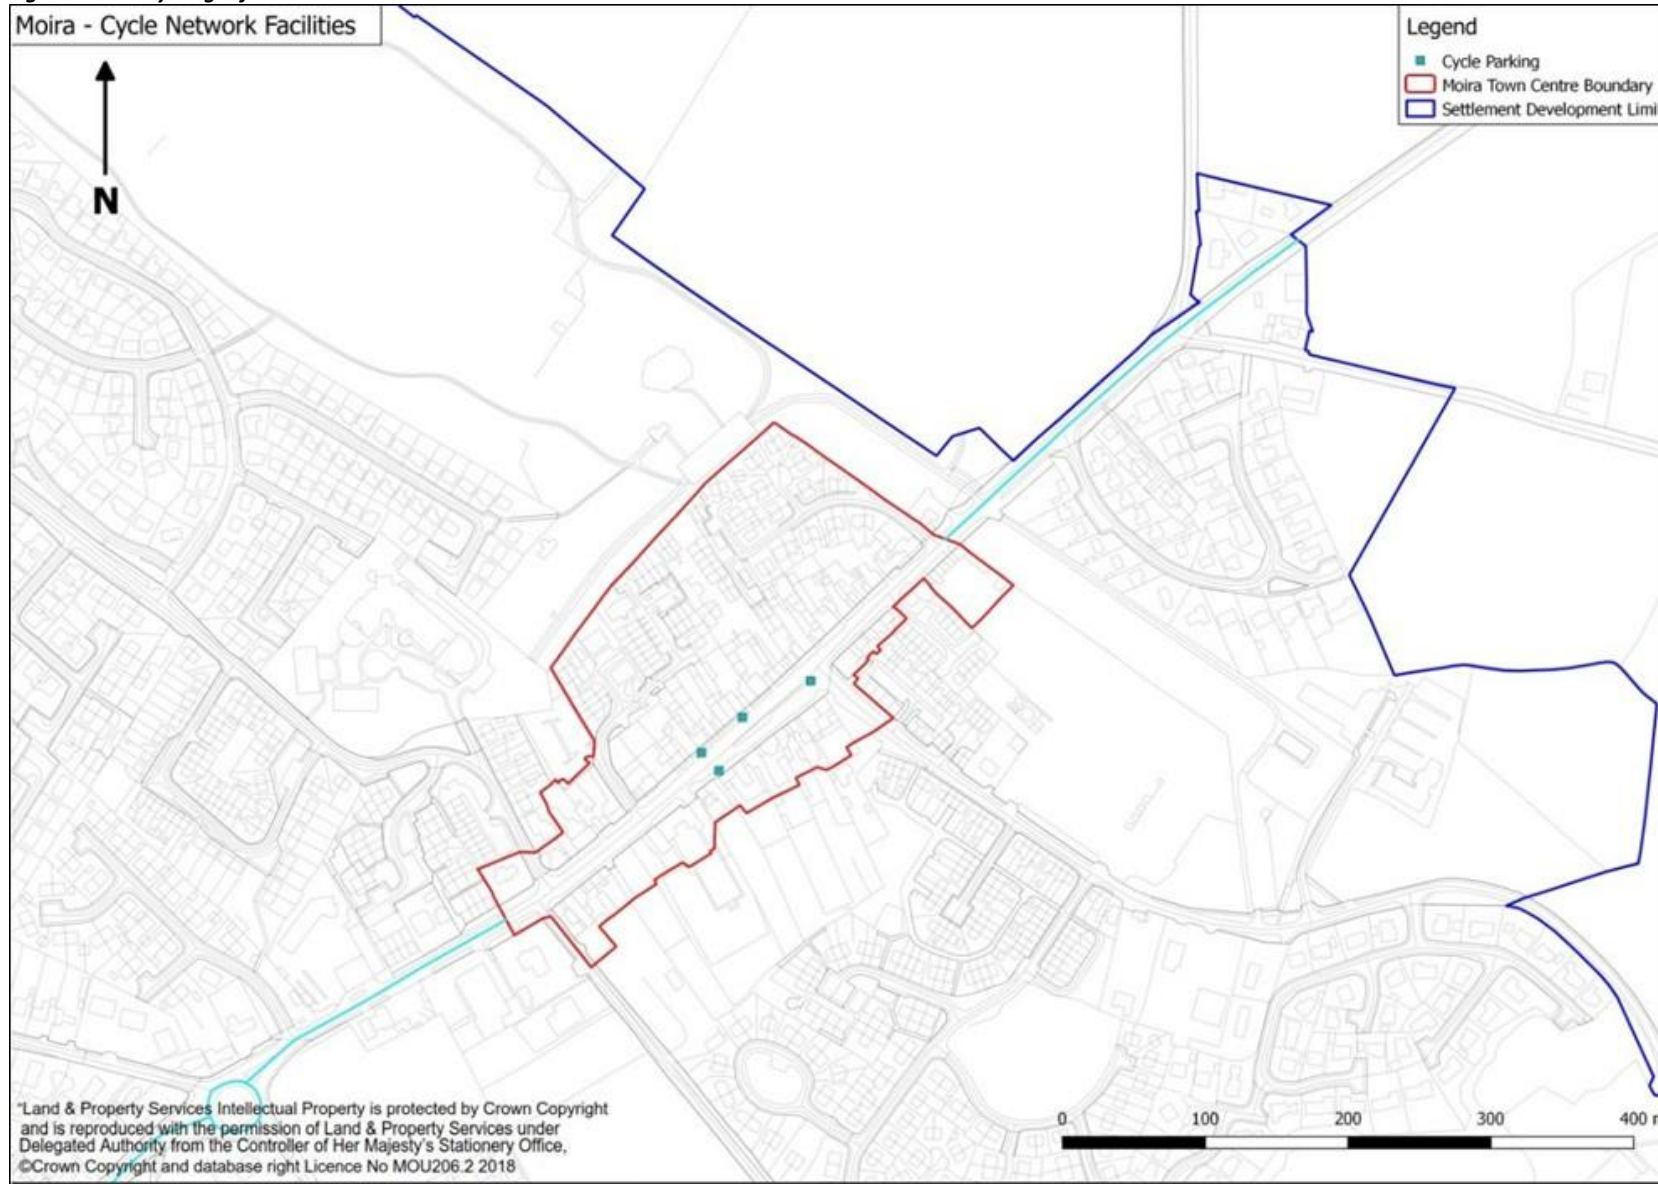 Moira - Cycle Network Facilities
N
Legend
Cycle Parking
Moira Town Centre Boundary
Settlement Development Limi
0 100 200 300 400 m
"Land & Property Services Intellectual Property is protected by Crown Copyright
and is reproduced with the permission of Land & Property Services under
Delegated Authority from the Controller of Her Majesty's Stationery Office,
©Crown Copyright and database right Licence No MOU206.2 2018